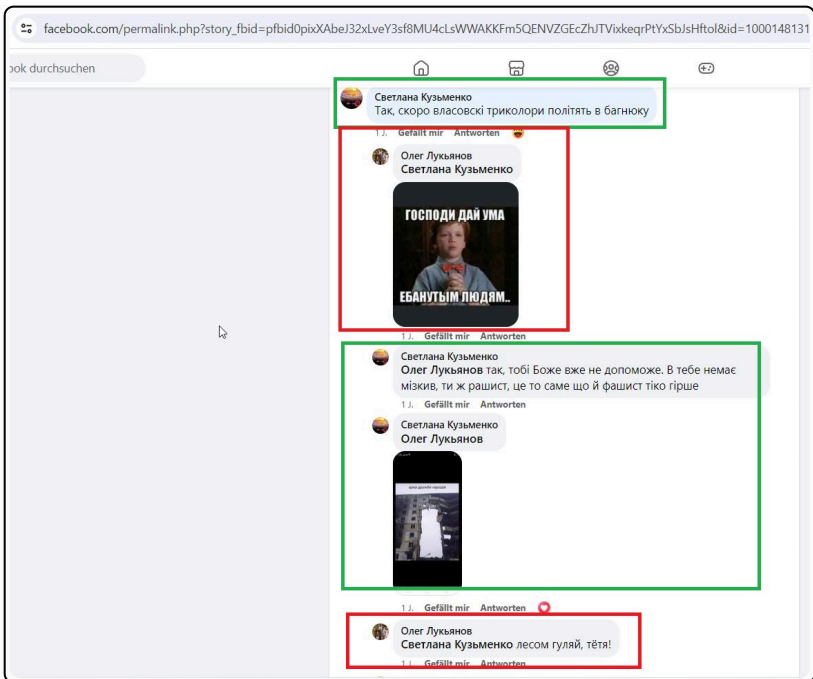 facebook.com/permalink.php?story_fbid=pfbid0pixXAbeJ32xLveY3sf8MU4cLsWWAKKFm5QENVZGEcZhJTVixkeqrPtYxSbJsHftol&id=1000148131
ook durchsuchen
Светлана Кузьменко
Так, скоро власовскі триколори політять в багнюку
1 J. Gefällt mir Antworten
Олег Лукьянов
Светлана Кузьменко
ГОСПОДИ ДАЙ УМА
ЕБАНУТЫМ ЛЮДЯМ..
1 J. Gefällt mir Antworten
Светлана Кузьменко
Олег Лукьянов так, тобі Боже вже не допоможе. В тебе немає
мізкив, ти ж рашист, це то саме що й фашист тіко гірше
1 J. Gefällt mir Antworten
Светлана Кузьменко
Олег Лукьянов
арка дружби народов
1 J. Gefällt mir Antworten
Олег Лукьянов
Светлана Кузьменко лесом гуляй, тётя!
1 J. Gefällt mir Antworten